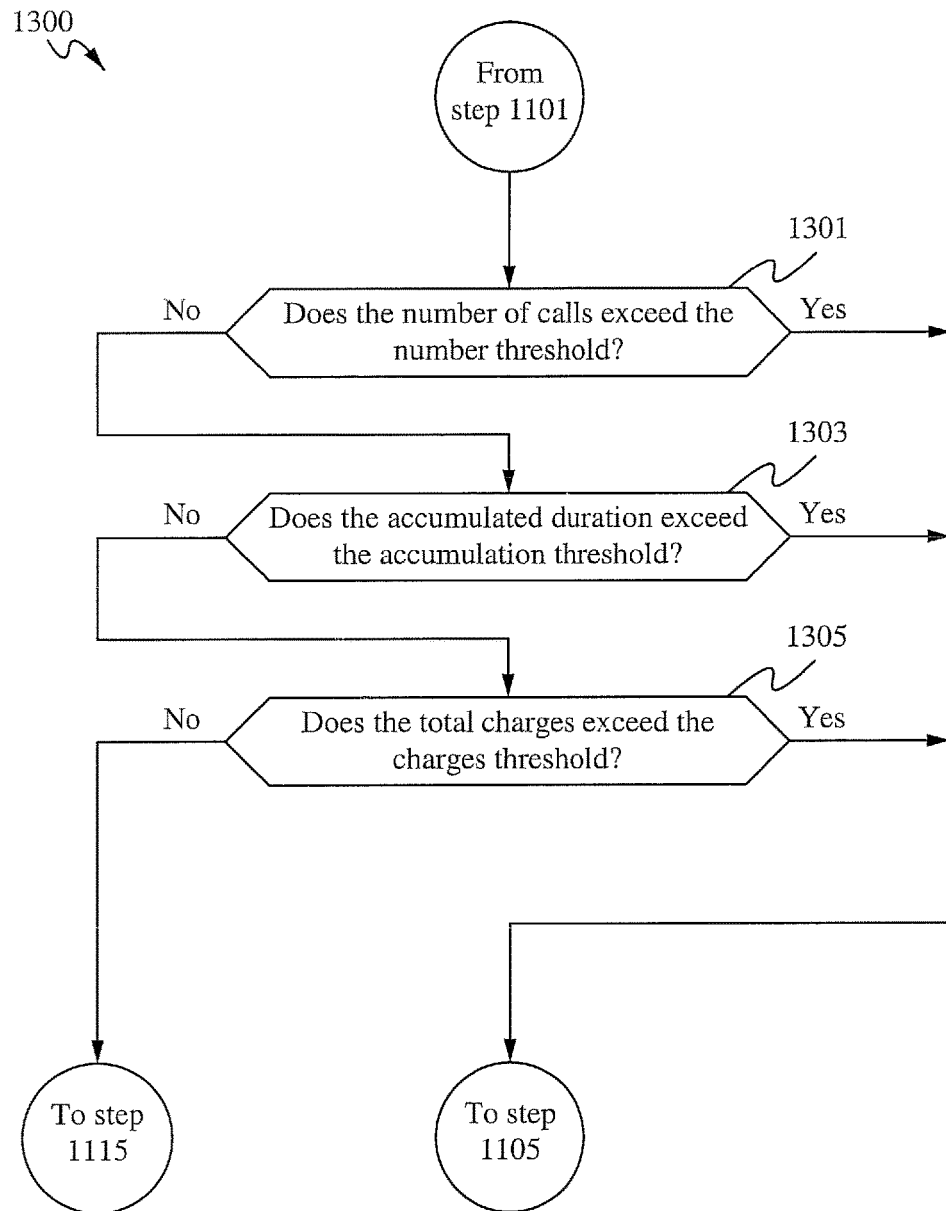 1300
From
step 1101
1301
No
Does the number of calls exceed the
number threshold?
Yes
1303
No
Does the accumulated duration exceed
the accumulation threshold?
Yes
1305
No
Does the total charges exceed the
charges threshold?
Yes
To step
1115
To step
1105